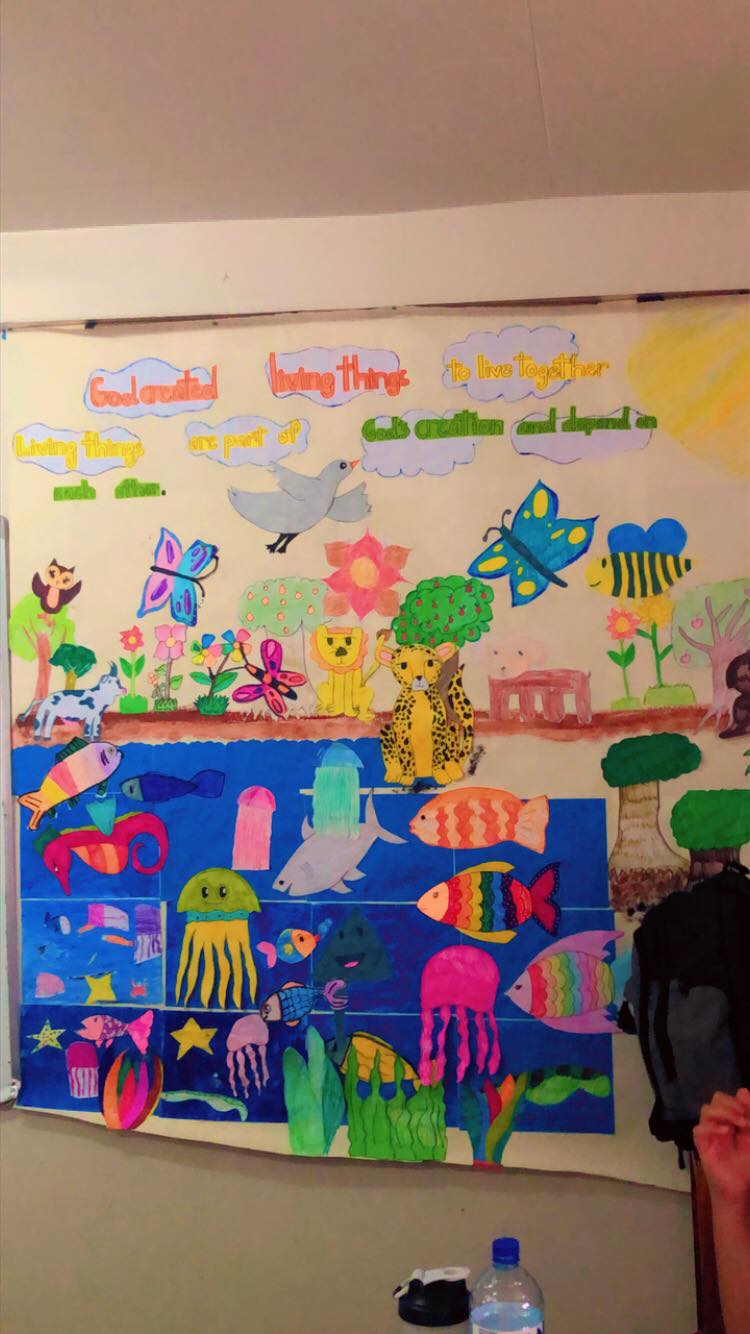 God created living things to live together
Living things are part of God's creation and depend on
each other.